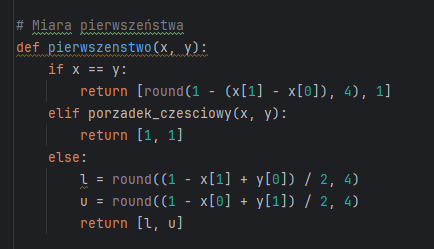 # Miara pierwszeństwa
def pierwszenstwo(x, y):
    if x == y:
        return [round(1 - (x[1] - x[0]), 4), 1]
    elif porzadek_czesciowy(x, y):
        return [1, 1]
    else:
        l = round((1 - x[1] + y[0]) / 2, 4)
        u = round((1 - x[0] + y[1]) / 2, 4)
        return [l, u]